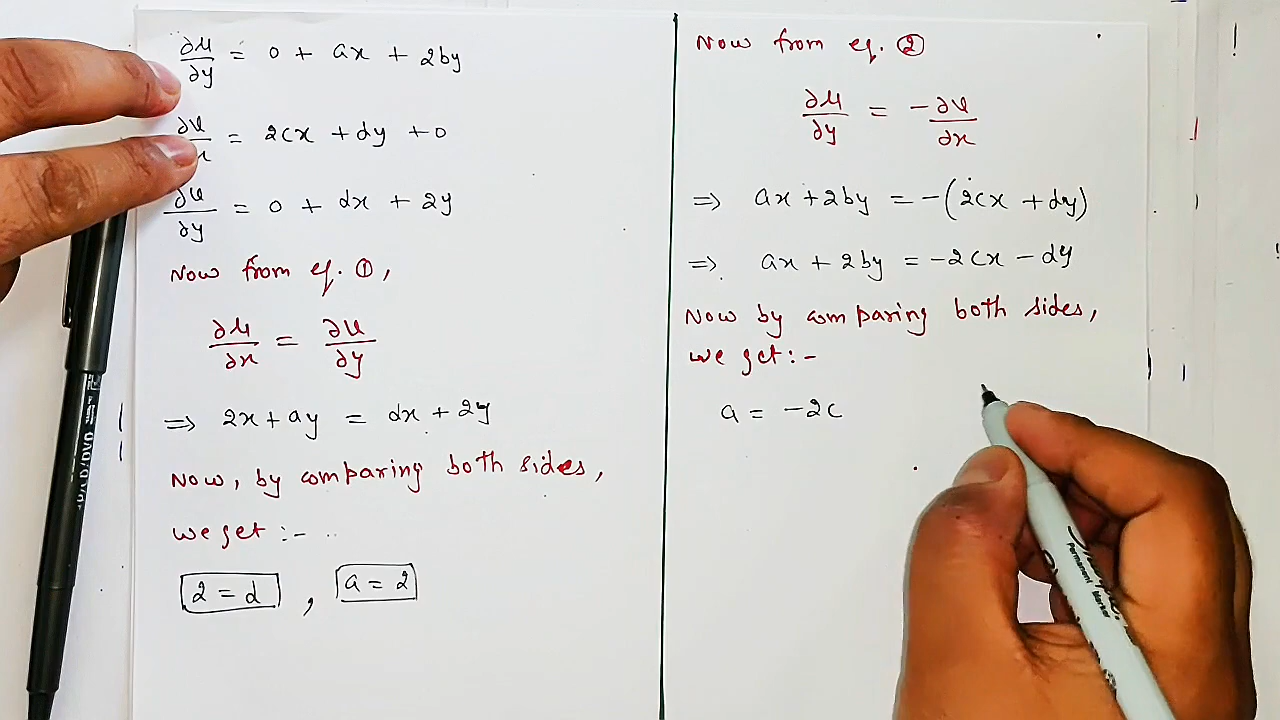 ∂u/∂y = 0 + ax + 2by
∂v/∂x = 2cx + dy + 0
∂v/∂y = 0 + dx + 2y
Now from eq. ①,
∂u/∂x = ∂v/∂y
⇒ 2x + ay = dx + 2y
Now, by comparing both sides,
we get :-
2 = d , a = 2
Now from eq. ②
∂u/∂y = -∂v/∂x
⇒ ax + 2by = -(2cx + dy)
⇒ ax + 2by = -2cx - dy
Now by comparing both sides,
we get :-
a = -2c
Permanent Marker